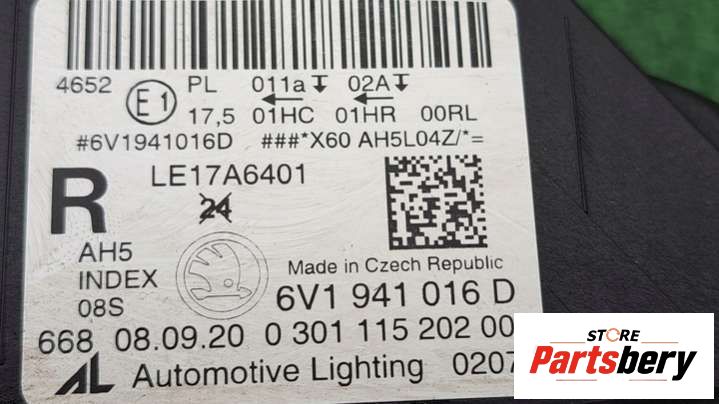 4652 E1 PL 011a 02A
17,5 01HC 01HR 00RL
#6V1941016D ###*X60 AH5L04Z/*=
R LE17A6401
24
AH5
INDEX
08S
Made in Czech Republic
6V1 941 016 D
668 08.09.20 0 301 115 202 00
AL Automotive Lighting 0207
STORE
Partsbery